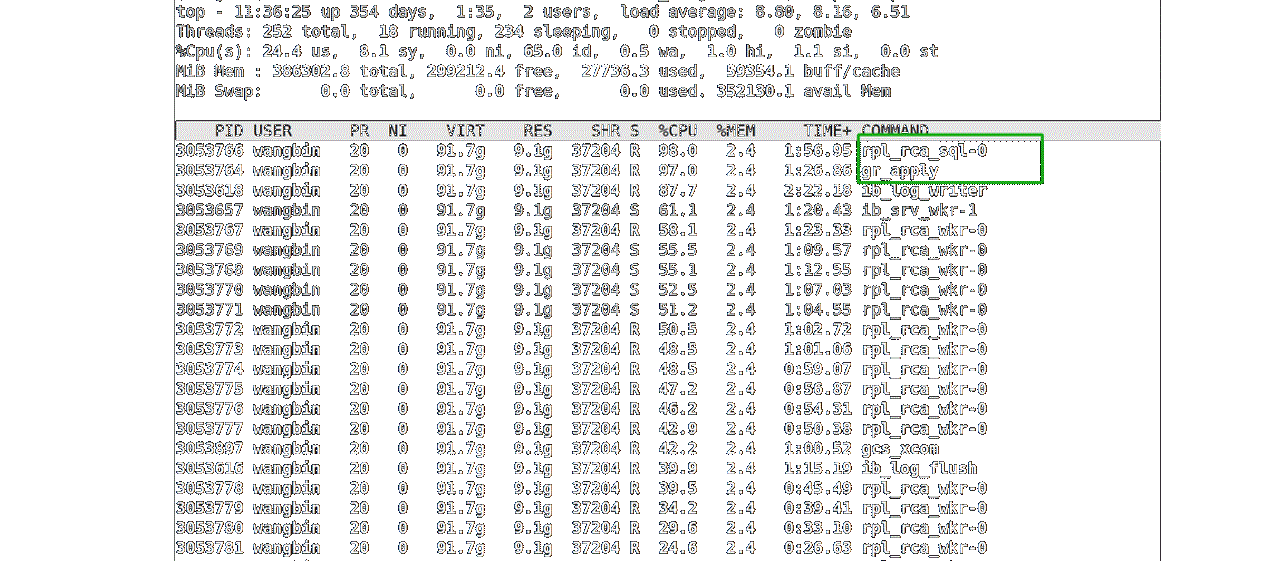 top - 11:36:25 up 354 days,  1:35,  2 users,  load average: 8.80, 8.16, 6.51
Threads: 252 total,  18 running, 234 sleeping,   0 stopped,   0 zombie
%Cpu(s): 24.4 us,  8.1 sy,  0.0 ni, 65.0 id,  0.5 wa,  1.0 hi,  1.1 si,  0.0 st
MiB Mem : 386302.8 total, 299212.4 free,  27736.3 used,  59354.1 buff/cache
MiB Swap:      0.0 total,      0.0 free,      0.0 used. 352130.1 avail Mem
PID USER PR NI VIRT RES SHR S %CPU %MEM TIME+ COMMAND
3053766 wangbin 20 0 91.7g 9.1g 37204 R 98.0 2.4 1:56.95 rpl_rca_sql-0
3053764 wangbin 20 0 91.7g 9.1g 37204 R 97.0 2.4 1:26.86 gr_apply
3053618 wangbin 20 0 91.7g 9.1g 37204 R 87.7 2.4 2:22.18 ib_log_writer
3053657 wangbin 20 0 91.7g 9.1g 37204 S 61.1 2.4 1:20.43 ib_srv_wkr-1
3053767 wangbin 20 0 91.7g 9.1g 37204 R 58.1 2.4 1:23.33 rpl_rca_wkr-0
3053769 wangbin 20 0 91.7g 9.1g 37204 S 55.5 2.4 1:09.57 rpl_rca_wkr-0
3053768 wangbin 20 0 91.7g 9.1g 37204 R 55.1 2.4 1:12.55 rpl_rca_wkr-0
3053770 wangbin 20 0 91.7g 9.1g 37204 S 52.5 2.4 1:07.03 rpl_rca_wkr-0
3053771 wangbin 20 0 91.7g 9.1g 37204 S 51.2 2.4 1:04.55 rpl_rca_wkr-0
3053772 wangbin 20 0 91.7g 9.1g 37204 R 50.5 2.4 1:02.72 rpl_rca_wkr-0
3053773 wangbin 20 0 91.7g 9.1g 37204 R 48.5 2.4 1:01.06 rpl_rca_wkr-0
3053774 wangbin 20 0 91.7g 9.1g 37204 R 48.5 2.4 0:59.07 rpl_rca_wkr-0
3053775 wangbin 20 0 91.7g 9.1g 37204 R 47.2 2.4 0:56.87 rpl_rca_wkr-0
3053776 wangbin 20 0 91.7g 9.1g 37204 R 46.2 2.4 0:54.31 rpl_rca_wkr-0
3053777 wangbin 20 0 91.7g 9.1g 37204 R 42.9 2.4 0:50.38 rpl_rca_wkr-0
3053897 wangbin 20 0 91.7g 9.1g 37204 R 42.2 2.4 1:00.52 gcs_xcom
3053616 wangbin 20 0 91.7g 9.1g 37204 R 39.9 2.4 1:15.19 ib_log_flush
3053778 wangbin 20 0 91.7g 9.1g 37204 R 39.5 2.4 0:45.49 rpl_rca_wkr-0
3053779 wangbin 20 0 91.7g 9.1g 37204 R 34.2 2.4 0:39.41 rpl_rca_wkr-0
3053780 wangbin 20 0 91.7g 9.1g 37204 R 29.6 2.4 0:33.10 rpl_rca_wkr-0
3053781 wangbin 20 0 91.7g 9.1g 37204 R 24.6 2.4 0:26.63 rpl_rca_wkr-0